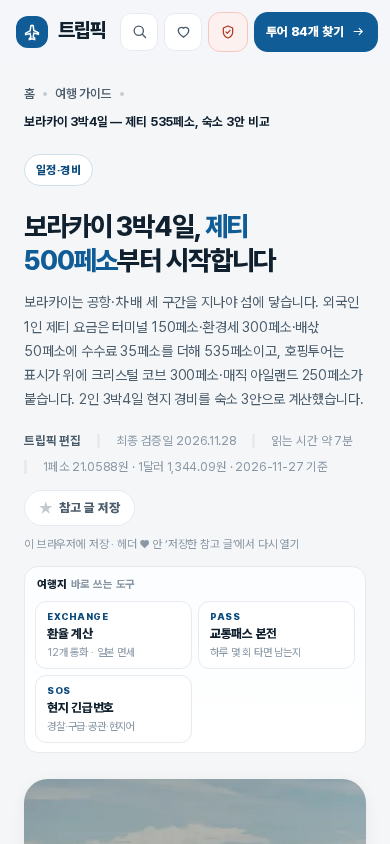 트립픽
투어 84개 찾기 →
홈 • 여행 가이드 •
보라카이 3박4일 — 제티 535페소, 숙소 3안 비교
일정·경비
보라카이 3박4일, 제티
500페소부터 시작합니다
보라카이는 공항·차·배 세 구간을 지나야 섬에 닿습니다. 외국인
1인 제티 요금은 터미널 150페소·환경세 300페소·배삯
50페소에 수수료 35페소를 더해 535페소이고, 호핑투어는
표시가 위에 크리스털 코브 300페소·매직 아일랜드 250페소가
붙습니다. 2인 3박4일 현지 경비를 숙소 3안으로 계산했습니다.
트립픽 편집 | 최종 검증일 2026.11.28 | 읽는 시간 약 7분
| 1페소 21.0588원 · 1달러 1,344.09원 · 2026-11-27 기준
★ 참고 글 저장
이 브라우저에 저장 · 헤더 ♥ 안 ‘저장한 참고 글’에서 다시 열기
여행지 바로 쓰는 도구
EXCHANGE
환율 계산
12개 통화 · 일본 면세
PASS
교통패스 본전
하루 몇 회 타면 남는지
SOS
현지 긴급번호
경찰·구급·공관·현지어